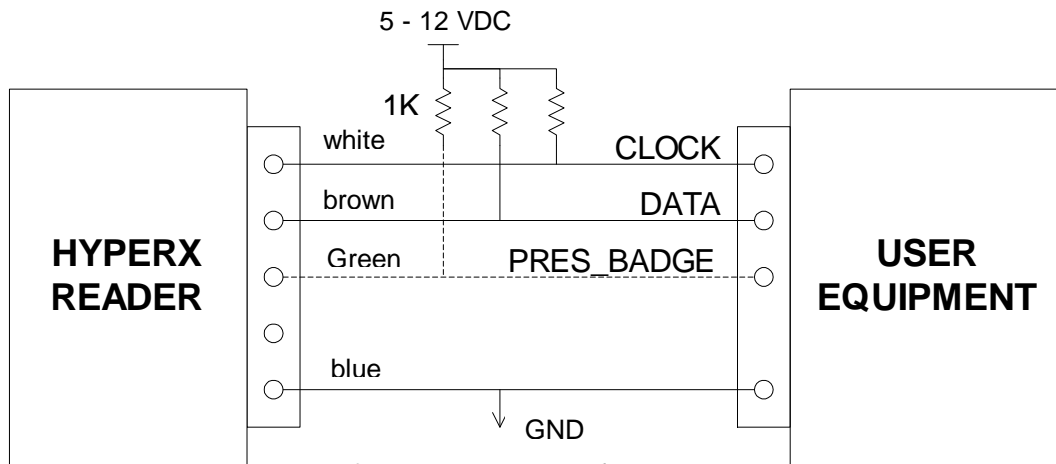 5 - 12 VDC
1K
white
CLOCK
brown
DATA
Green
PRES_BADGE
HYPERX
READER
USER
EQUIPMENT
blue
GND